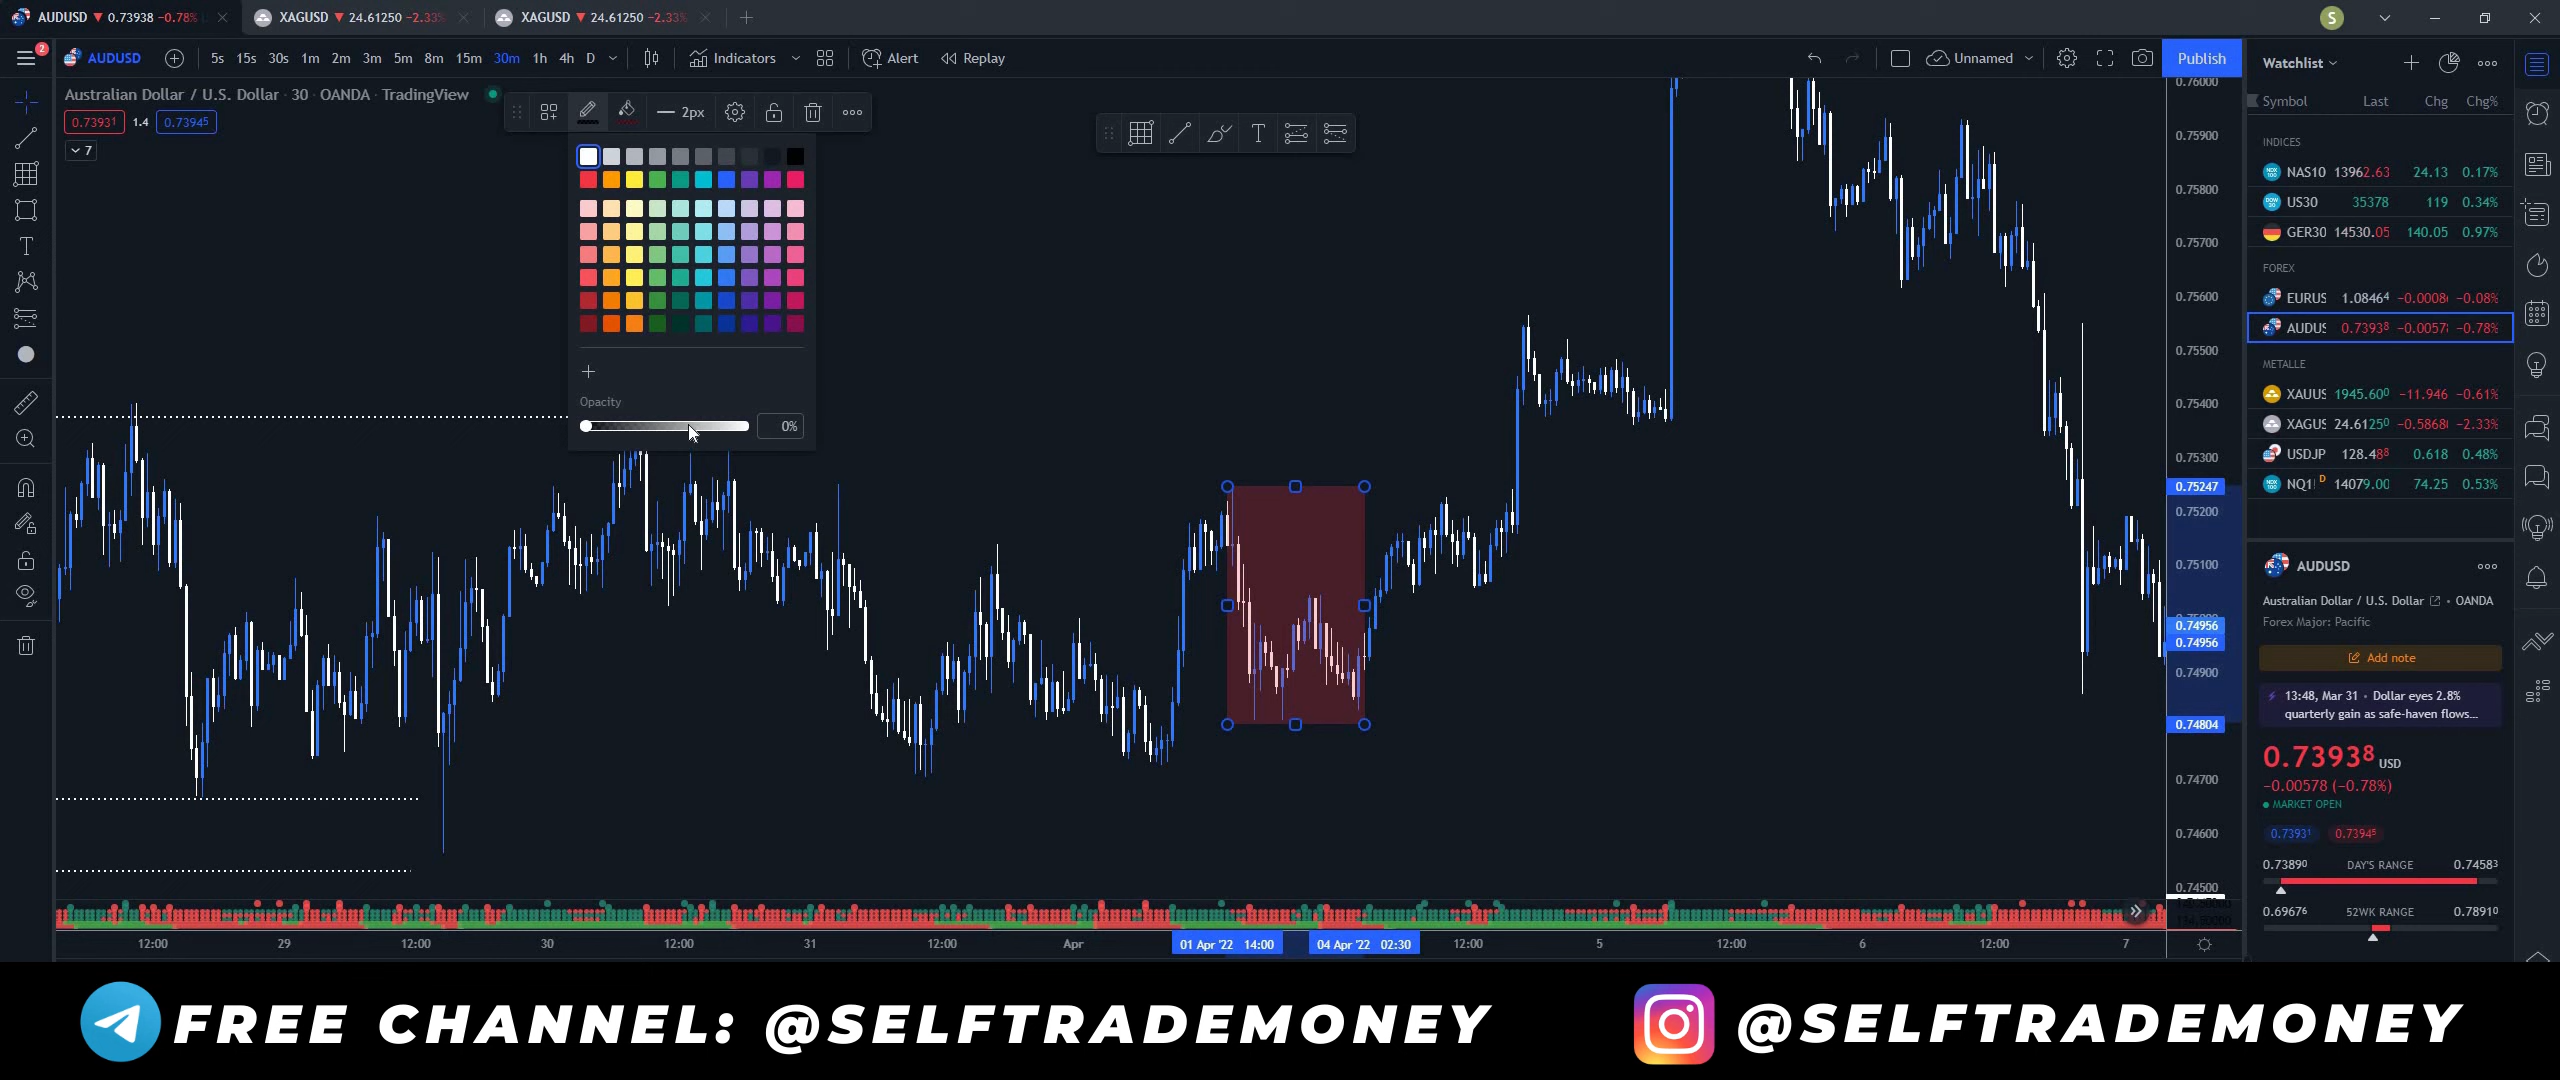 AUDUSD ▼ 0.73938 −0.78%
XAGUSD ▼ 24.61250 −2.33%
XAGUSD ▼ 24.61250 −2.33%
S
2
AUDUSD 5s 15s 30s 1m 2m 3m 5m 8m 15m 30m 1h 4h D Indicators Alert Replay Unnamed Publish
Australian Dollar / U.S. Dollar · 30 · OANDA · TradingView
0.73931 1.4 0.73945
7
2px
T
Opacity
0%
0.76000
0.75900
0.75800
0.75700
0.75600
0.75500
0.75400
0.75300
0.75247
0.75200
0.75100
0.74956
0.74956
0.74900
0.74804
0.74700
0.74600
0.74500
12:00 29 12:00 30 12:00 31 12:00 Apr 01 Apr '22 14:00 04 Apr '22 02:30 12:00 5 12:00 6 12:00 7
Watchlist
Symbol Last Chg Chg%
INDICES
NAS10 13962.63 24.13 0.17%
US30 35378 119 0.34%
GER30 14530.05 140.05 0.97%
FOREX
EURUS 1.08464 −0.0008 −0.08%
AUDUS 0.73938 −0.0057 −0.78%
METALLE
XAUUS 1945.600 −11.946 −0.61%
XAGUS 24.61250 −0.5868 −2.33%
USDJP 128.488 0.618 0.48%
NQ1! D 14079.00 74.25 0.53%
AUDUSD
Australian Dollar / U.S. Dollar • OANDA
Forex Major: Pacific
Add note
13:48, Mar 31 • Dollar eyes 2.8%
quarterly gain as safe-haven flows...
0.73938 USD
−0.00578 (−0.78%)
● MARKET OPEN
0.73931 0.73945
0.73890 DAY'S RANGE 0.74583
0.69676 52WK RANGE 0.78910
FREE CHANNEL: @SELFTRADEMONEY
@SELFTRADEMONEY